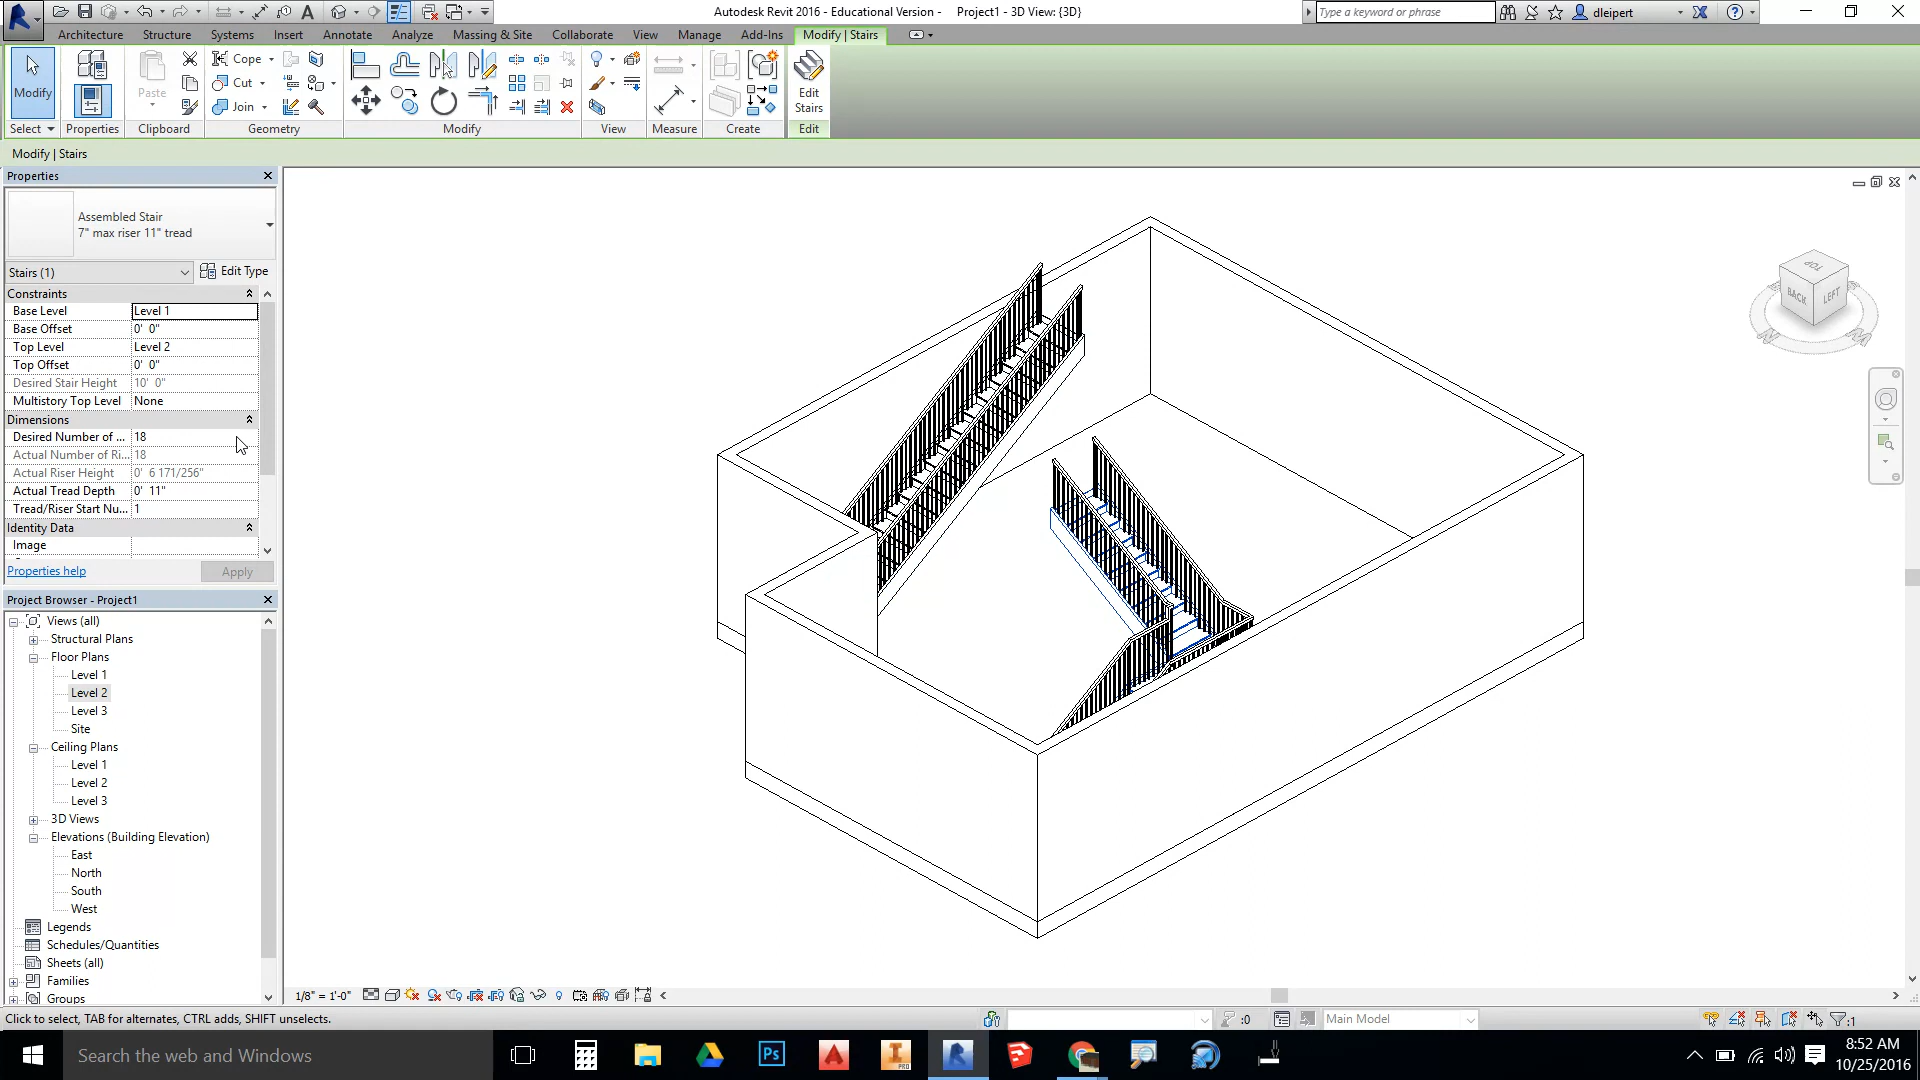 Autodesk Revit 2016 - Educational Version - Project1 - 3D View: {3D}
Type a keyword or phrase
dleipert
Architecture Structure Systems Insert Annotate Analyze Massing & Site Collaborate View Manage Add-Ins Modify | Stairs
Modify
Paste
Cope
Cut
Join
Edit
Stairs
Select Properties Clipboard Geometry Modify View Measure Create Edit
Modify | Stairs
Properties
Assembled Stair
7" max riser 11" tread
Stairs (1) Edit Type
Constraints
Base Level Level 1
Base Offset 0' 0"
Top Level Level 2
Top Offset 0' 0"
Desired Stair Height 10' 0"
Multistory Top Level None
Dimensions
Desired Number of ... 18
Actual Number of Ri... 18
Actual Riser Height 0' 6 171/256"
Actual Tread Depth 0' 11"
Tread/Riser Start Nu... 1
Identity Data
Image
Properties help Apply
Project Browser - Project1
Views (all)
Structural Plans
Floor Plans
Level 1
Level 2
Level 3
Site
Ceiling Plans
Level 1
Level 2
Level 3
3D Views
Elevations (Building Elevation)
East
North
South
West
Legends
Schedules/Quantities
Sheets (all)
Families
Groups
TOP
BACK
LEFT
1/8" = 1'-0"
Click to select, TAB for alternates, CTRL adds, SHIFT unselects.
:0
Main Model
:1
Search the web and Windows
Ps
PRO
8:52 AM
10/25/2016